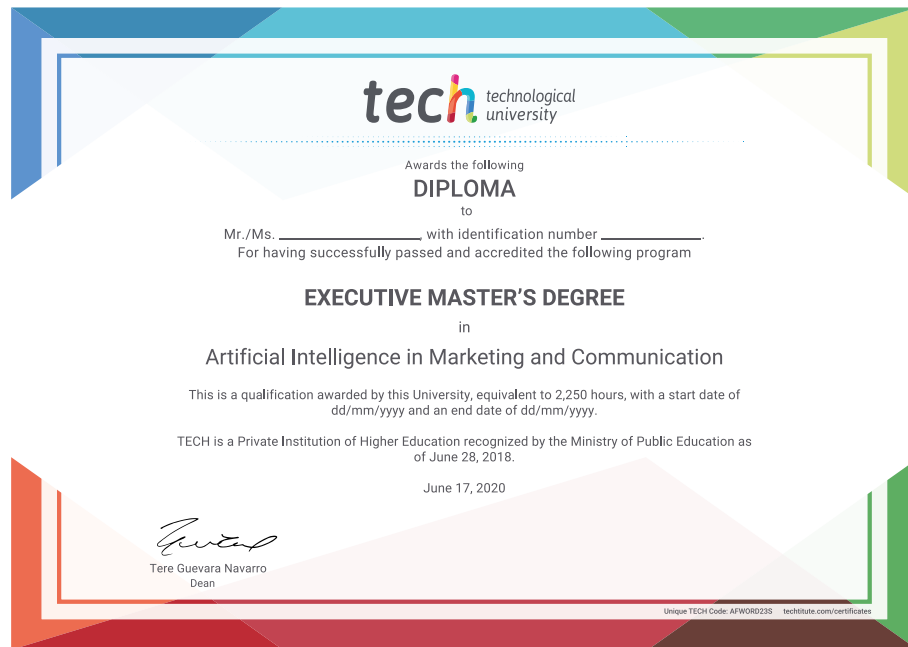 tech technological
university
Awards the following
DIPLOMA
to
Mr./Ms. ____________________, with identification number ______________.
For having successfully passed and accredited the following program
EXECUTIVE MASTER'S DEGREE
in
Artificial Intelligence in Marketing and Communication
This is a qualification awarded by this University, equivalent to 2,250 hours, with a start date of
dd/mm/yyyy and an end date of dd/mm/yyyy.
TECH is a Private Institution of Higher Education recognized by the Ministry of Public Education as
of June 28, 2018.
June 17, 2020
Tere Guevara Navarro
Dean
Unique TECH Code: AFWORD23S techtitute.com/certificates